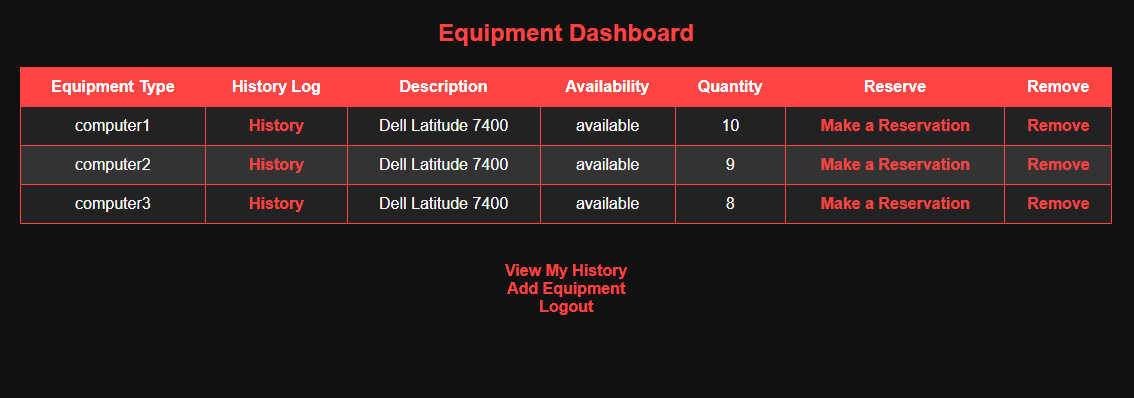 Equipment Dashboard
Equipment Type History Log Description Availability Quantity Reserve Remove
computer1 History Dell Latitude 7400 available 10 Make a Reservation Remove
computer2 History Dell Latitude 7400 available 9 Make a Reservation Remove
computer3 History Dell Latitude 7400 available 8 Make a Reservation Remove
View My History
Add Equipment
Logout